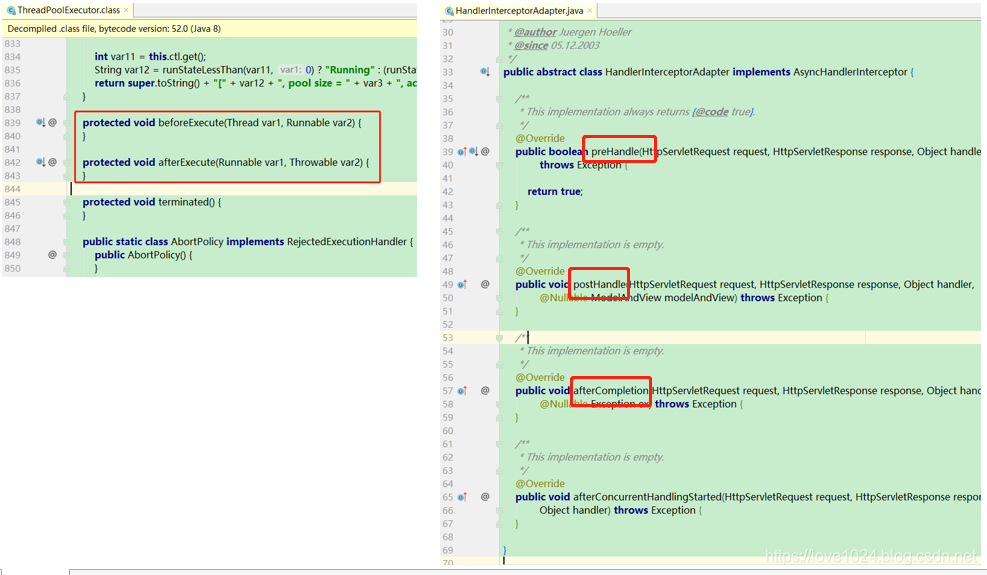 ThreadPoolExecutor.class
Decompiled .class file, bytecode version: 52.0 (Java 8)
833
834 int var11 = this.ctl.get();
835 String var12 = runStateLessThan(var11, var1: 0) ? "Running" : (runSta
836 return super.toString() + "[" + var12 + ", pool size = " + var3 + ", ac
837 }
838
839 @ protected void beforeExecute(Thread var1, Runnable var2) {
840 }
841
842 @ protected void afterExecute(Runnable var1, Throwable var2) {
843 }
844
845 protected void terminated() {
846 }
847
848 public static class AbortPolicy implements RejectedExecutionHandler {
849 @ public AbortPolicy() {
850 }
HandlerInterceptorAdapter.java
30 * @author Juergen Hoeller
31 * @since 05.12.2003
32 */
33 public abstract class HandlerInterceptorAdapter implements AsyncHandlerInterceptor {
34
35 /**
36 * This implementation always returns {@code true}.
37 */
38 @Override
39 @ public boolean preHandle(HttpServletRequest request, HttpServletResponse response, Object handle
40 throws Exception {
41
42 return true;
43 }
44
45 /**
46 * This implementation is empty.
47 */
48 @Override
49 @ public void postHandle(HttpServletRequest request, HttpServletResponse response, Object handler,
50 @Nullable ModelAndView modelAndView) throws Exception {
51 }
52
53 /**
54 * This implementation is empty.
55 */
56 @Override
57 @ public void afterCompletion(HttpServletRequest request, HttpServletResponse response, Object hand
58 @Nullable Exception ex) throws Exception {
59 }
60
61 /**
62 * This implementation is empty.
63 */
64 @Override
65 @ public void afterConcurrentHandlingStarted(HttpServletRequest request, HttpServletResponse respon
66 Object handler) throws Exception {
67 }
68
69 }
70
https://love1024.blog.csdn.net